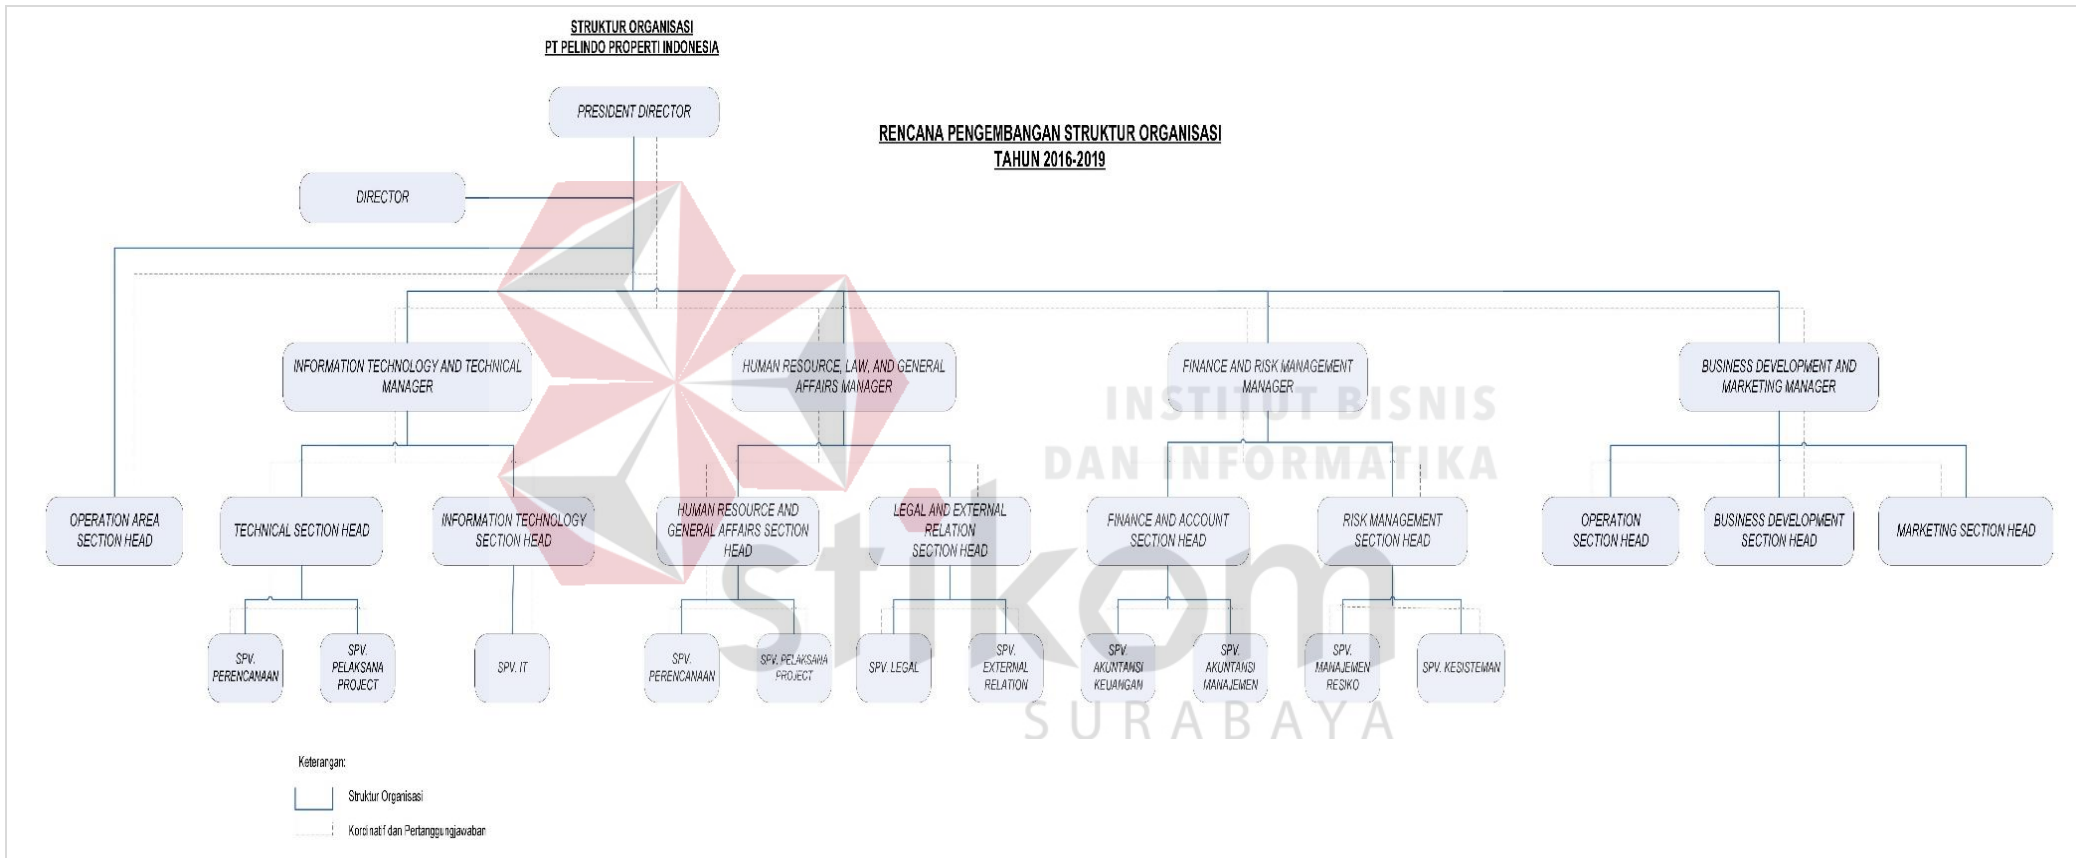 STRUKTUR ORGANISASI
PT PELINDO PROPERTI INDONESIA
PRESIDENT DIRECTOR
RENCANA PENGEMBANGAN STRUKTUR ORGANISASI
TAHUN 2016-2019
DIRECTOR
INFORMATION TECHNOLOGY AND TECHNICAL
MANAGER
HUMAN RESOURCE, LAW, AND GENERAL
AFFAIRS MANAGER
FINANCE AND RISK MANAGEMENT
MANAGER
BUSINESS DEVELOPMENT AND
MARKETING MANAGER
INSTITUT BISNIS
DAN INFORMATIKA
OPERATION AREA
SECTION HEAD
TECHNICAL SECTION HEAD
INFORMATION TECHNOLOGY
SECTION HEAD
HUMAN RESOURCE AND
GENERAL AFFAIRS SECTION
HEAD
LEGAL AND EXTERNAL
RELATION
SECTION HEAD
FINANCE AND ACCOUNT
SECTION HEAD
RISK MANAGEMENT
SECTION HEAD
OPERATION
SECTION HEAD
BUSINESS DEVELOPMENT
SECTION HEAD
MARKETING SECTION HEAD
stikom
SPV.
PERENCANAAN
SPV.
PELAKSANA
PROJECT
SPV. IT
SPV.
PERENCANAAN
SPV. PELAKSANA
PROJECT
SPV. LEGAL
SPV.
EXTERNAL
RELATION
SPV.
AKUNTANSI
KEUANGAN
SPV.
AKUNTANSI
MANAJEMEN
SPV.
MANAJEMEN
RESIKO
SPV. KESISTEMAN
SURABAYA
Keterangan:
Struktur Organisasi
Kordinatif dan Pertanggungjawaban